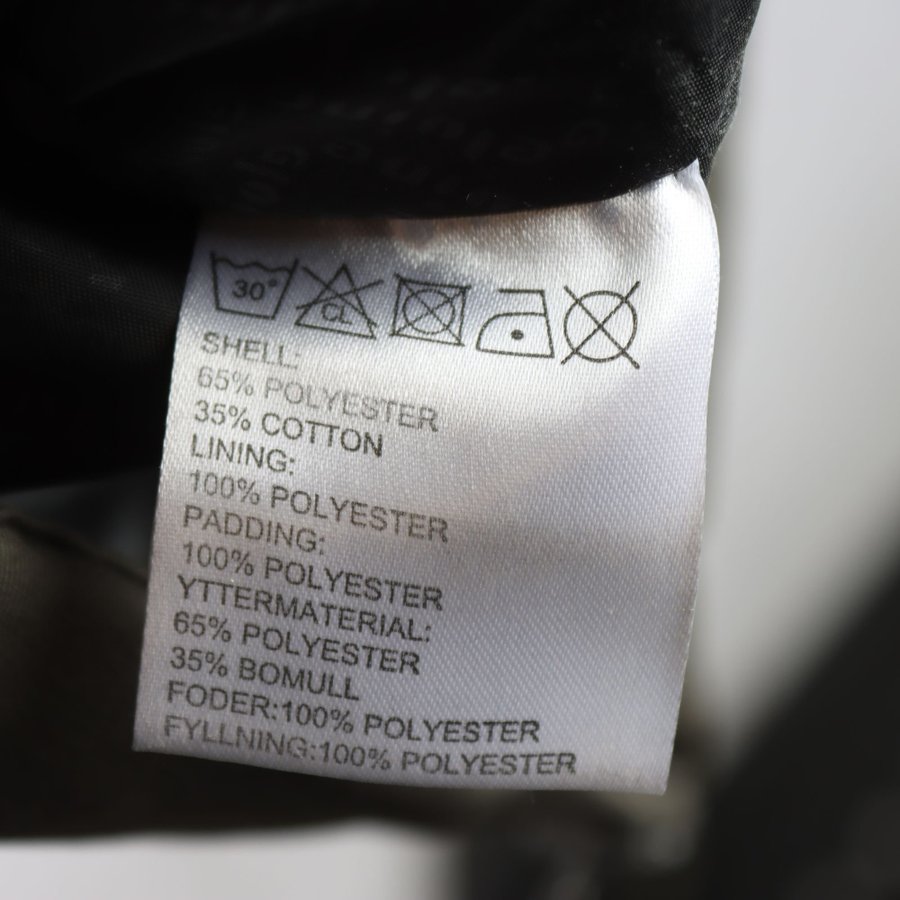 30°
CL
SHELL:
65% POLYESTER
35% COTTON
LINING:
100% POLYESTER
PADDING:
100% POLYESTER
YTTERMATERIAL:
65% POLYESTER
35% BOMULL
FODER:100% POLYESTER
FYLLNING:100% POLYESTER